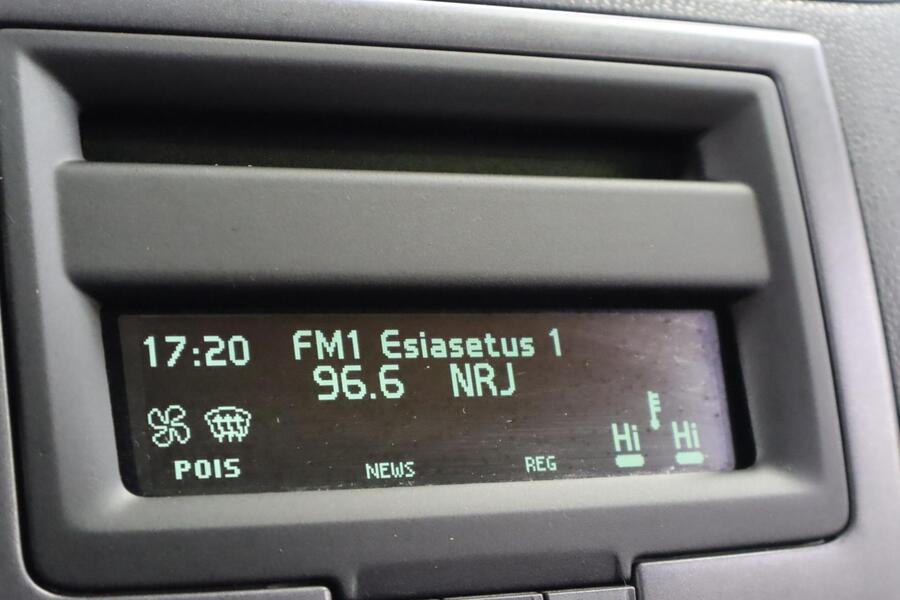 17:20 FM1 Esiasetus 1
96.6 NRJ
Hi Hi
POIS NEWS REG